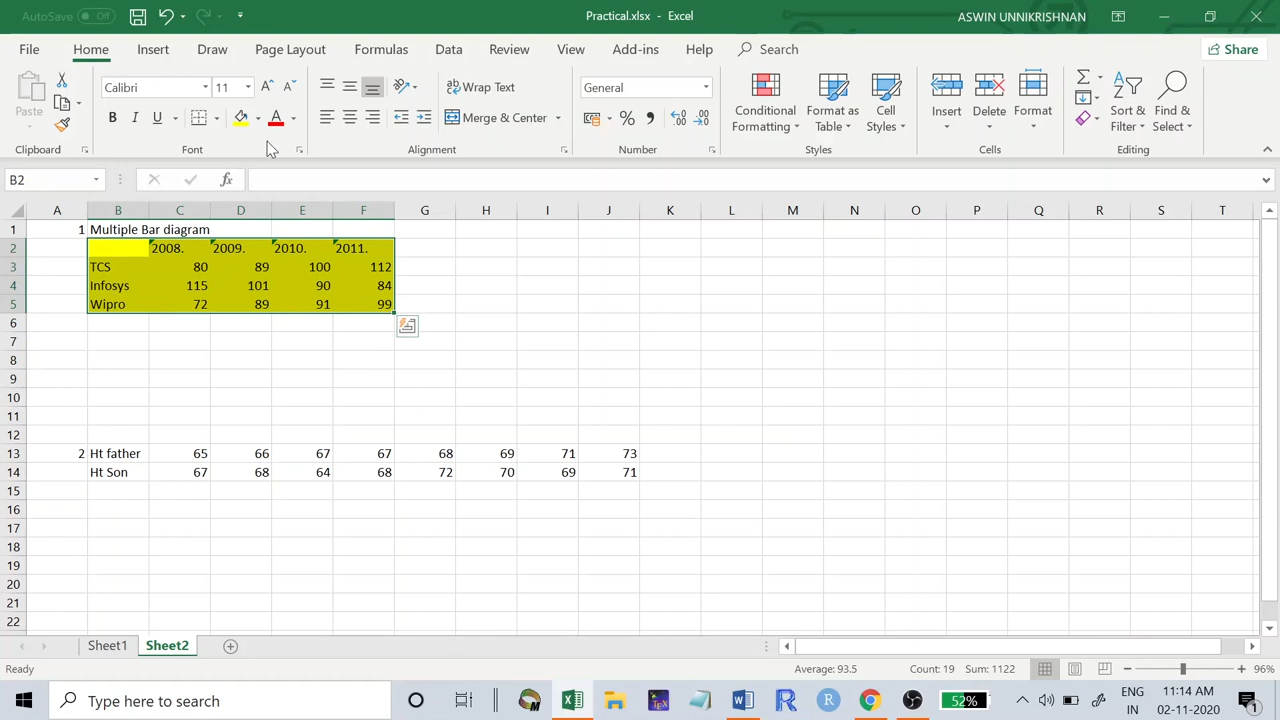 AutoSave Off Practical.xlsx - Excel ASWIN UNNIKRISHNAN
File Home Insert Draw Page Layout Formulas Data Review View Add-ins Help Search Share
Paste Calibri 11 Wrap Text General Conditional Formatting Format as Table Cell Styles Insert Delete Format Sort & Filter Find & Select
B I U Merge & Center
Clipboard Font Alignment Number Styles Cells Editing
B2 fx
A B C D E F G H I J K L M N O P Q R S T
1 1 Multiple Bar diagram
2 2008. 2009. 2010. 2011.
3 TCS 80 89 100 112
4 Infosys 115 101 90 84
5 Wipro 72 89 91 99
6
7
8
9
10
11
12
13 2 Ht father 65 66 67 67 68 69 71 73
14 Ht Son 67 68 64 68 72 70 69 71
15
16
17
18
19
20
21
22
Sheet1 Sheet2
Ready Average: 93.5 Count: 19 Sum: 1122 96%
Type here to search 52% ENG 11:14 AM
IN 02-11-2020 1